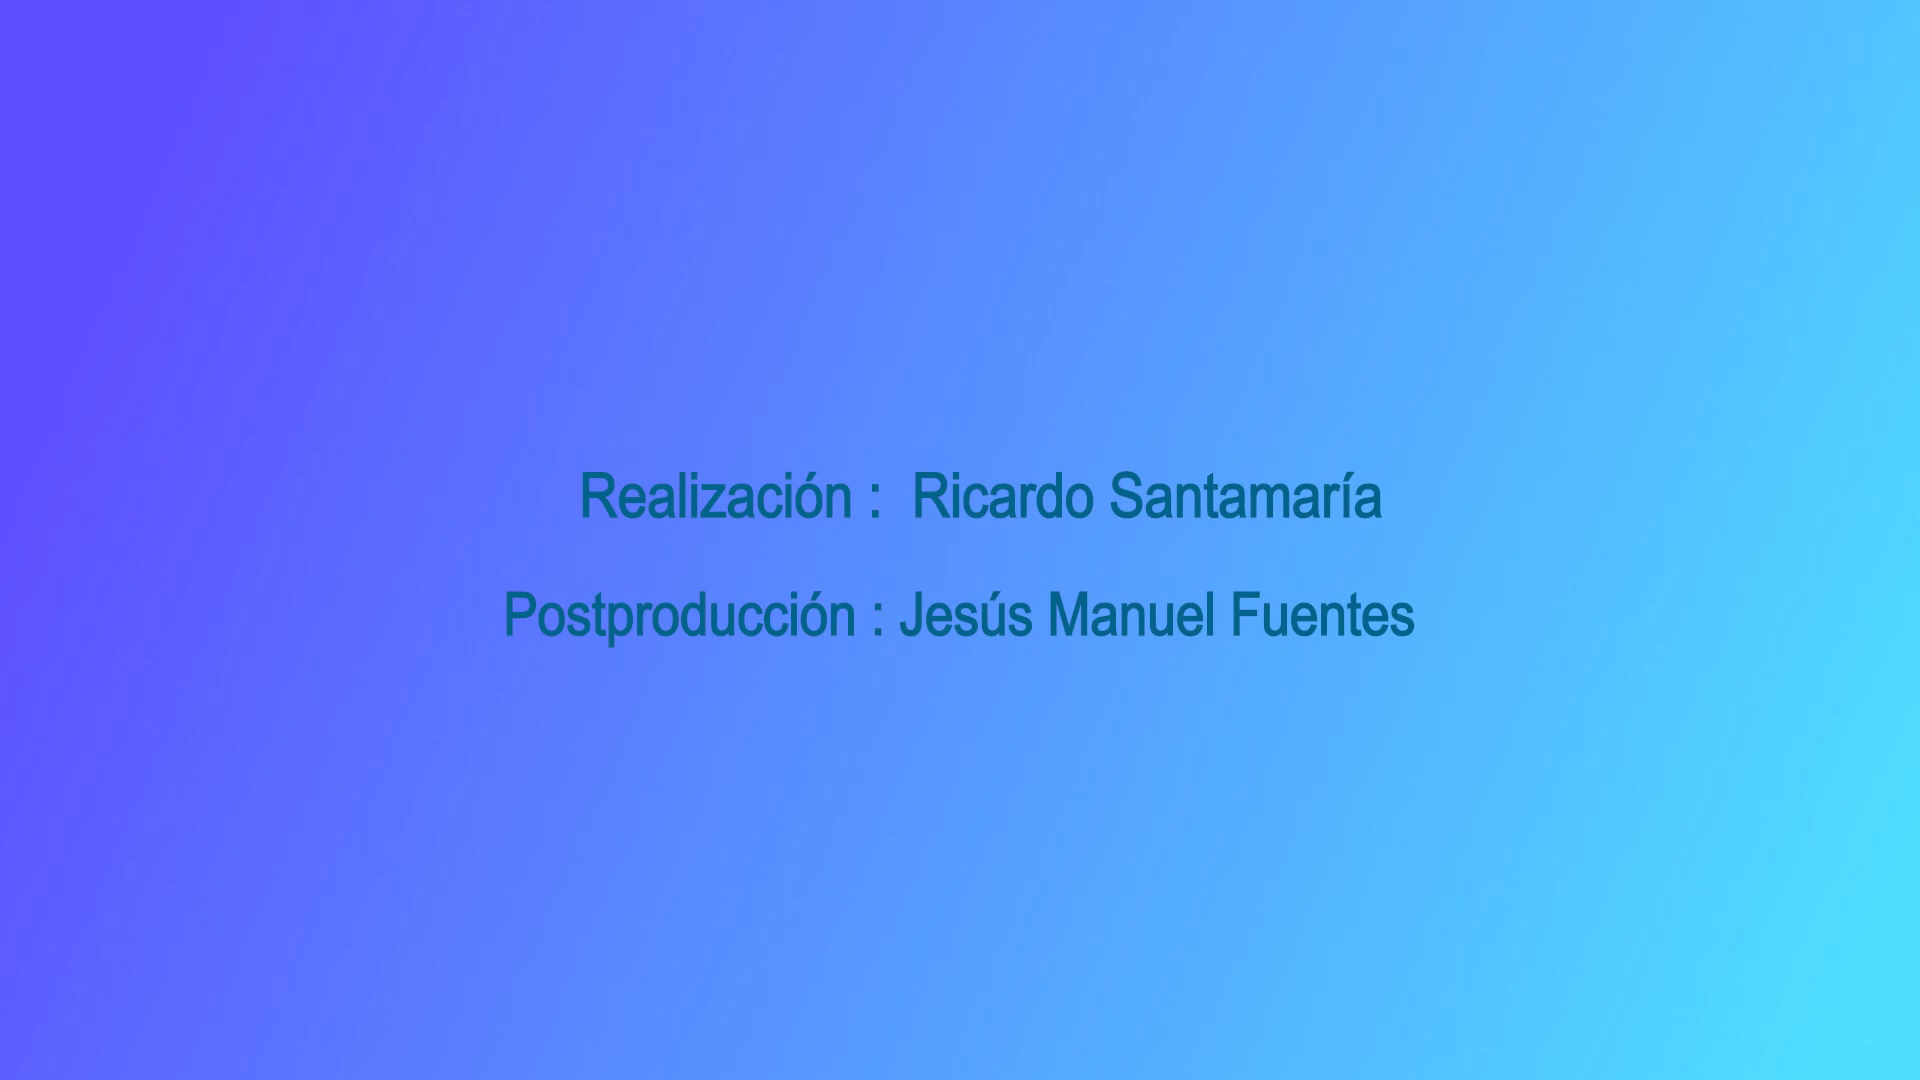 Realización :  Ricardo Santamaría
Postproducción : Jesús Manuel Fuentes